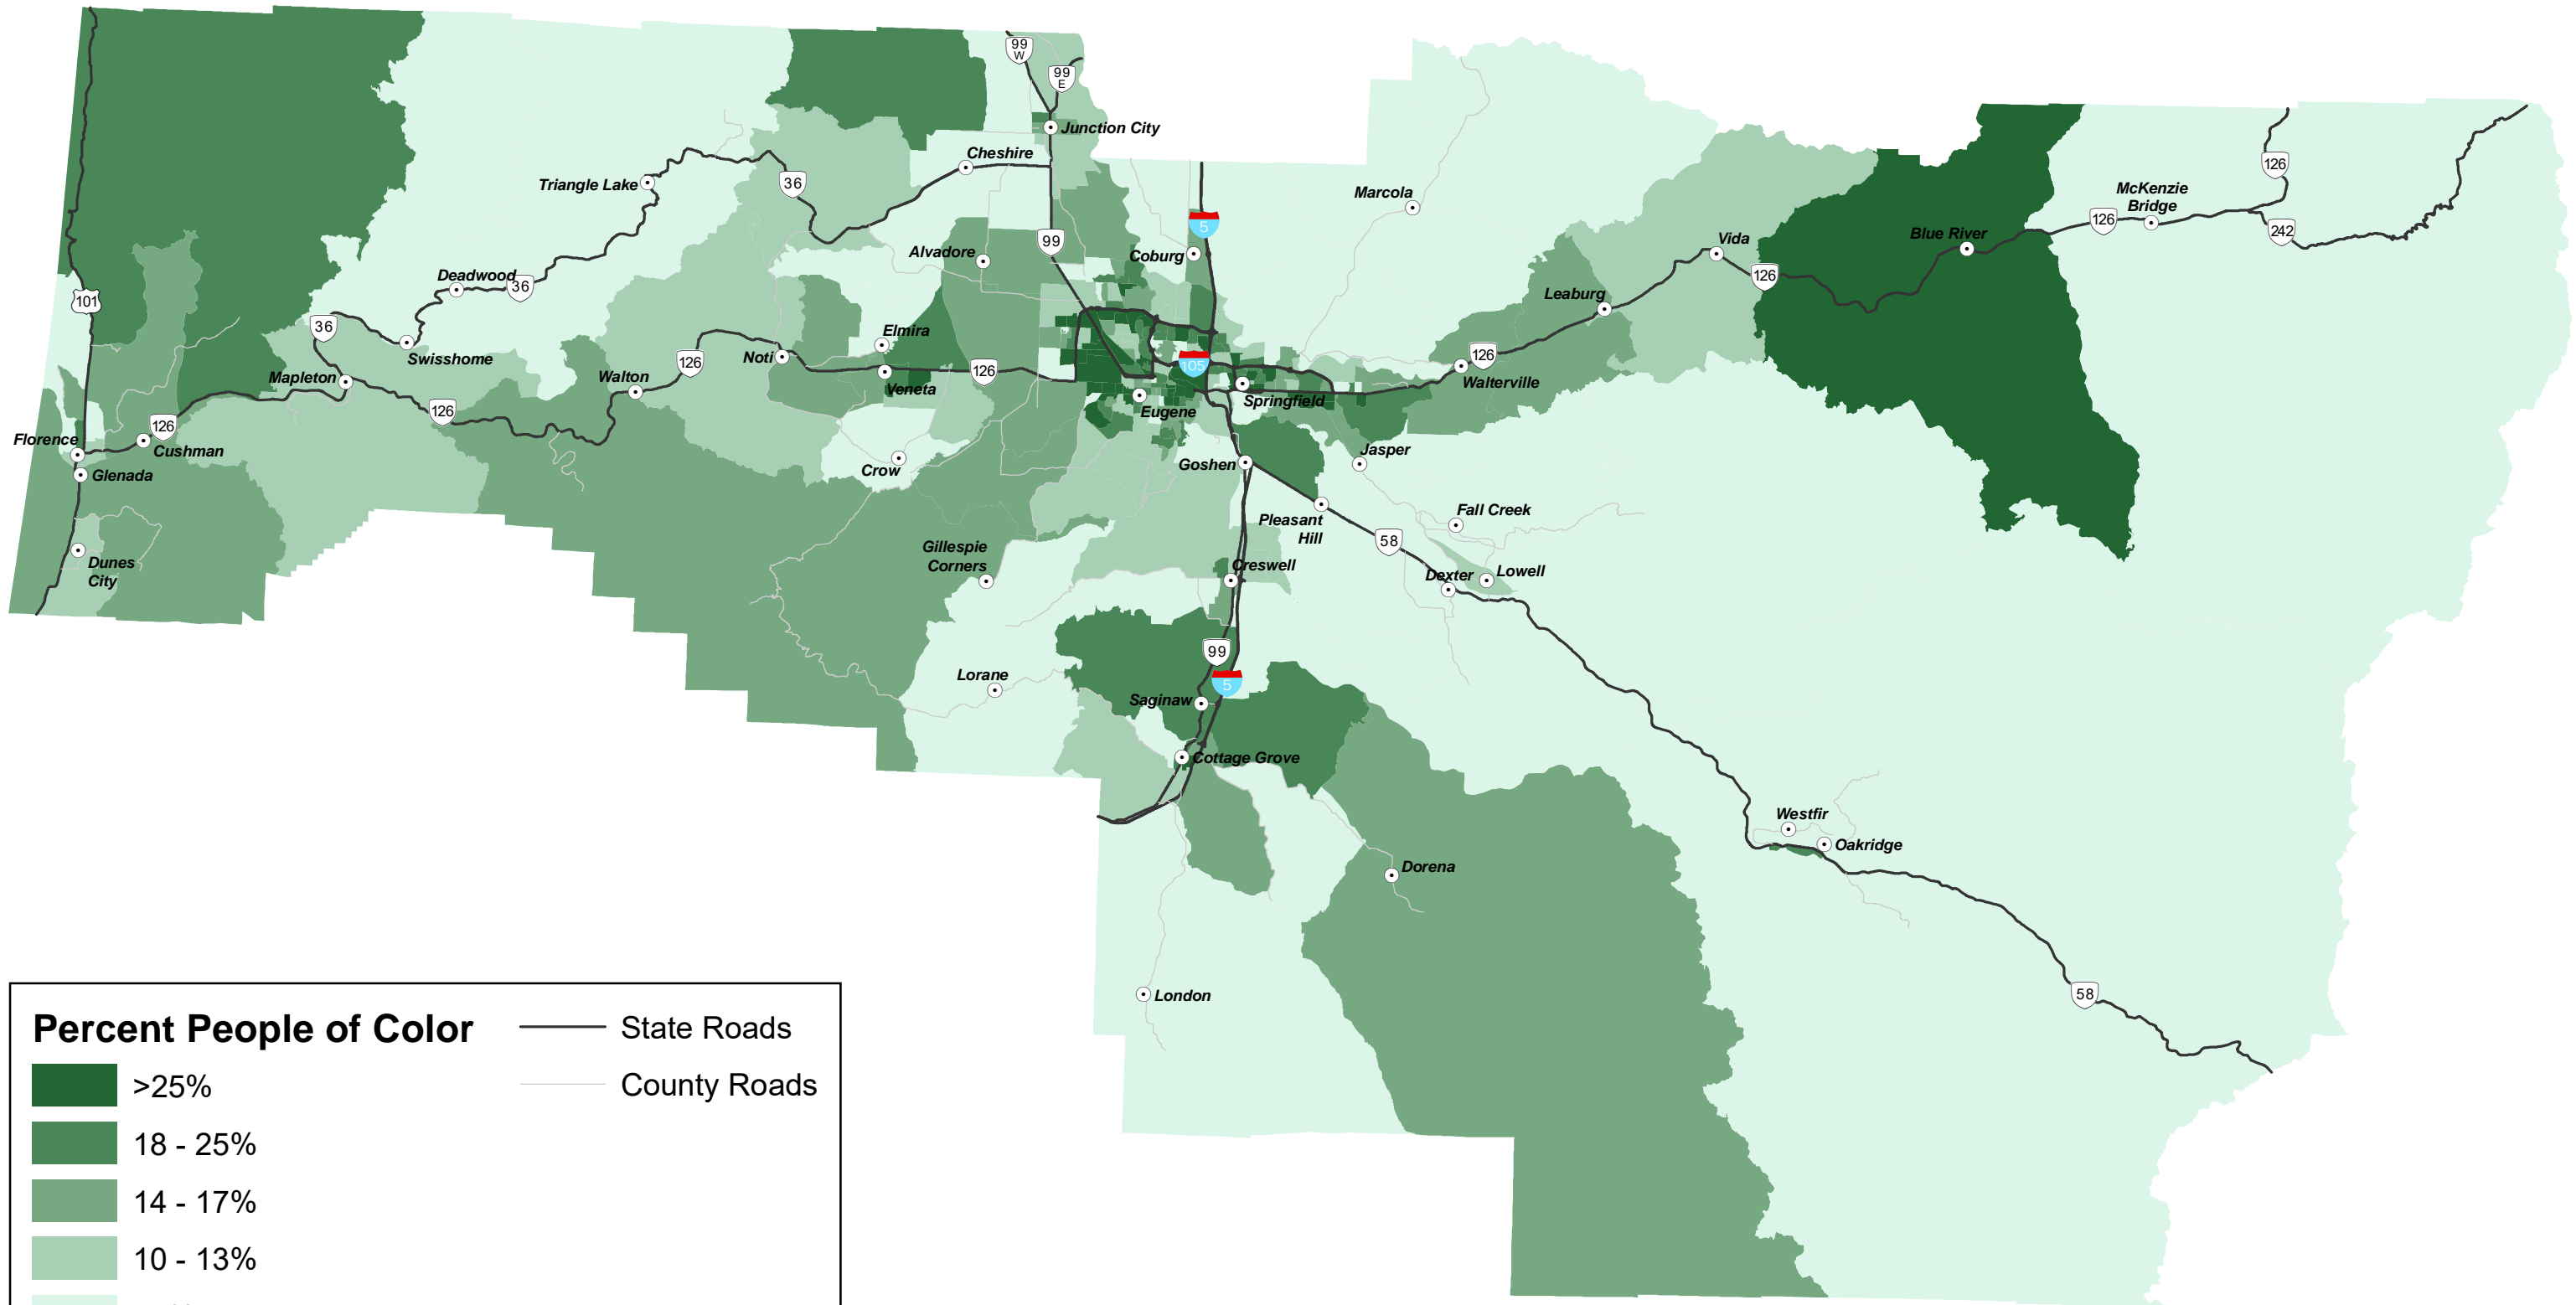 99
W
99
E
Junction City
Cheshire
Triangle Lake
36
Marcola
126
McKenzie
Bridge
126
242
5
Vida
Blue River
99
Alvadore
Coburg
126
Deadwood
36
101
Leaburg
36
Elmira
Swisshome
Noti
126
126
105
126
Walterville
Mapleton
Walton
Veneta
Eugene
Springfield
126
126
Florence
Cushman
Glenada
Crow
Goshen
Jasper
Pleasant
Hill
Fall Creek
58
Gillespie
Corners
Creswell
Dexter
Lowell
Dunes
City
99
5
Lorane
Saginaw
Cottage Grove
Westfir
Oakridge
Dorena
London
58
Percent People of Color
State Roads
County Roads
>25%
18 - 25%
14 - 17%
10 - 13%